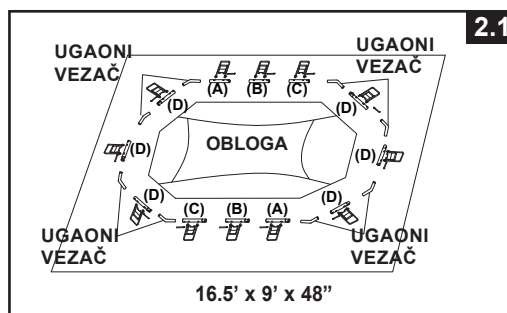 2.1
UGAONI
VEZAČ
UGAONI
VEZAČ
(A) (B) (C)
(D) (D)
OBLOGA
(D) (D)
(D) (D)
(C) (B) (A)
UGAONI
VEZAČ
UGAONI
VEZAČ
16.5’ x 9’ x 48”